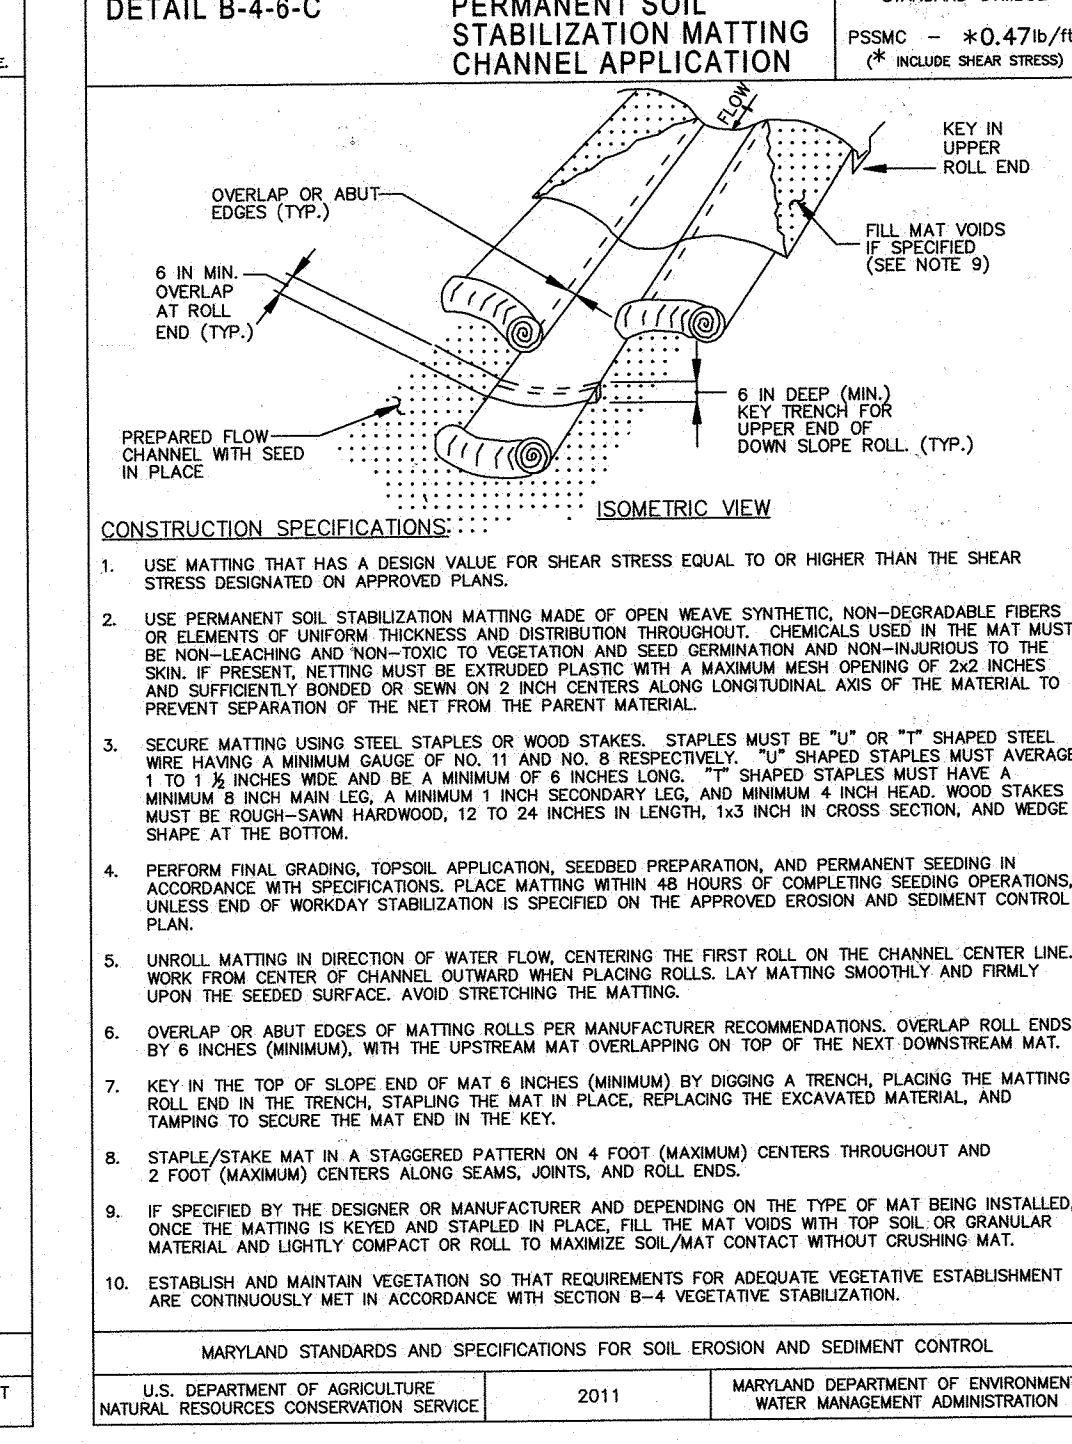 DETAIL B-4-6-C
PERMANENT SOIL
STABILIZATION MATTING
CHANNEL APPLICATION
PSSMC - *0.47lb/ft
(* INCLUDE SHEAR STRESS)
E.
FLOW
KEY IN
UPPER
ROLL END
OVERLAP OR ABUT
EDGES (TYP.)
FILL MAT VOIDS
IF SPECIFIED
(SEE NOTE 9)
6 IN MIN.
OVERLAP
AT ROLL
END (TYP.)
6 IN DEEP (MIN.)
KEY TRENCH FOR
UPPER END OF
DOWN SLOPE ROLL. (TYP.)
PREPARED FLOW
CHANNEL WITH SEED
IN PLACE
ISOMETRIC VIEW
CONSTRUCTION SPECIFICATIONS:
1. USE MATTING THAT HAS A DESIGN VALUE FOR SHEAR STRESS EQUAL TO OR HIGHER THAN THE SHEAR
STRESS DESIGNATED ON APPROVED PLANS.
2. USE PERMANENT SOIL STABILIZATION MATTING MADE OF OPEN WEAVE SYNTHETIC, NON-DEGRADABLE FIBERS
OR ELEMENTS OF UNIFORM THICKNESS AND DISTRIBUTION THROUGHOUT. CHEMICALS USED IN THE MAT MUST
BE NON-LEACHING AND NON-TOXIC TO VEGETATION AND SEED GERMINATION AND NON-INJURIOUS TO THE
SKIN. IF PRESENT, NETTING MUST BE EXTRUDED PLASTIC WITH A MAXIMUM MESH OPENING OF 2x2 INCHES
AND SUFFICIENTLY BONDED OR SEWN ON 2 INCH CENTERS ALONG LONGITUDINAL AXIS OF THE MATERIAL TO
PREVENT SEPARATION OF THE NET FROM THE PARENT MATERIAL.
3. SECURE MATTING USING STEEL STAPLES OR WOOD STAKES. STAPLES MUST BE "U" OR "T" SHAPED STEEL
WIRE HAVING A MINIMUM GAUGE OF NO. 11 AND NO. 8 RESPECTIVELY. "U" SHAPED STAPLES MUST AVERAGE
1 TO 1 ½ INCHES WIDE AND BE A MINIMUM OF 6 INCHES LONG. "T" SHAPED STAPLES MUST HAVE A
MINIMUM 8 INCH MAIN LEG, A MINIMUM 1 INCH SECONDARY LEG, AND MINIMUM 4 INCH HEAD. WOOD STAKES
MUST BE ROUGH-SAWN HARDWOOD, 12 TO 24 INCHES IN LENGTH, 1x3 INCH IN CROSS SECTION, AND WEDGE
SHAPE AT THE BOTTOM.
4. PERFORM FINAL GRADING, TOPSOIL APPLICATION, SEEDBED PREPARATION, AND PERMANENT SEEDING IN
ACCORDANCE WITH SPECIFICATIONS. PLACE MATTING WITHIN 48 HOURS OF COMPLETING SEEDING OPERATIONS,
UNLESS END OF WORKDAY STABILIZATION IS SPECIFIED ON THE APPROVED EROSION AND SEDIMENT CONTROL
PLAN.
5. UNROLL MATTING IN DIRECTION OF WATER FLOW, CENTERING THE FIRST ROLL ON THE CHANNEL CENTER LINE.
WORK FROM CENTER OF CHANNEL OUTWARD WHEN PLACING ROLLS. LAY MATTING SMOOTHLY AND FIRMLY
UPON THE SEEDED SURFACE. AVOID STRETCHING THE MATTING.
6. OVERLAP OR ABUT EDGES OF MATTING ROLLS PER MANUFACTURER RECOMMENDATIONS. OVERLAP ROLL ENDS
BY 6 INCHES (MINIMUM), WITH THE UPSTREAM MAT OVERLAPPING ON TOP OF THE NEXT DOWNSTREAM MAT.
7. KEY IN THE TOP OF SLOPE END OF MAT 6 INCHES (MINIMUM) BY DIGGING A TRENCH, PLACING THE MATTING
ROLL END IN THE TRENCH, STAPLING THE MAT IN PLACE, REPLACING THE EXCAVATED MATERIAL, AND
TAMPING TO SECURE THE MAT END IN THE KEY.
8. STAPLE/STAKE MAT IN A STAGGERED PATTERN ON 4 FOOT (MAXIMUM) CENTERS THROUGHOUT AND
2 FOOT (MAXIMUM) CENTERS ALONG SEAMS, JOINTS, AND ROLL ENDS.
9. IF SPECIFIED BY THE DESIGNER OR MANUFACTURER AND DEPENDING ON THE TYPE OF MAT BEING INSTALLED,
ONCE THE MATTING IS KEYED AND STAPLED IN PLACE, FILL THE MAT VOIDS WITH TOP SOIL OR GRANULAR
MATERIAL AND LIGHTLY COMPACT OR ROLL TO MAXIMIZE SOIL/MAT CONTACT WITHOUT CRUSHING MAT.
10. ESTABLISH AND MAINTAIN VEGETATION SO THAT REQUIREMENTS FOR ADEQUATE VEGETATIVE ESTABLISHMENT
ARE CONTINUOUSLY MET IN ACCORDANCE WITH SECTION B-4 VEGETATIVE STABILIZATION.
MARYLAND STANDARDS AND SPECIFICATIONS FOR SOIL EROSION AND SEDIMENT CONTROL
T
U.S. DEPARTMENT OF AGRICULTURE
NATURAL RESOURCES CONSERVATION SERVICE
2011
MARYLAND DEPARTMENT OF ENVIRONMEN
WATER MANAGEMENT ADMINISTRATION